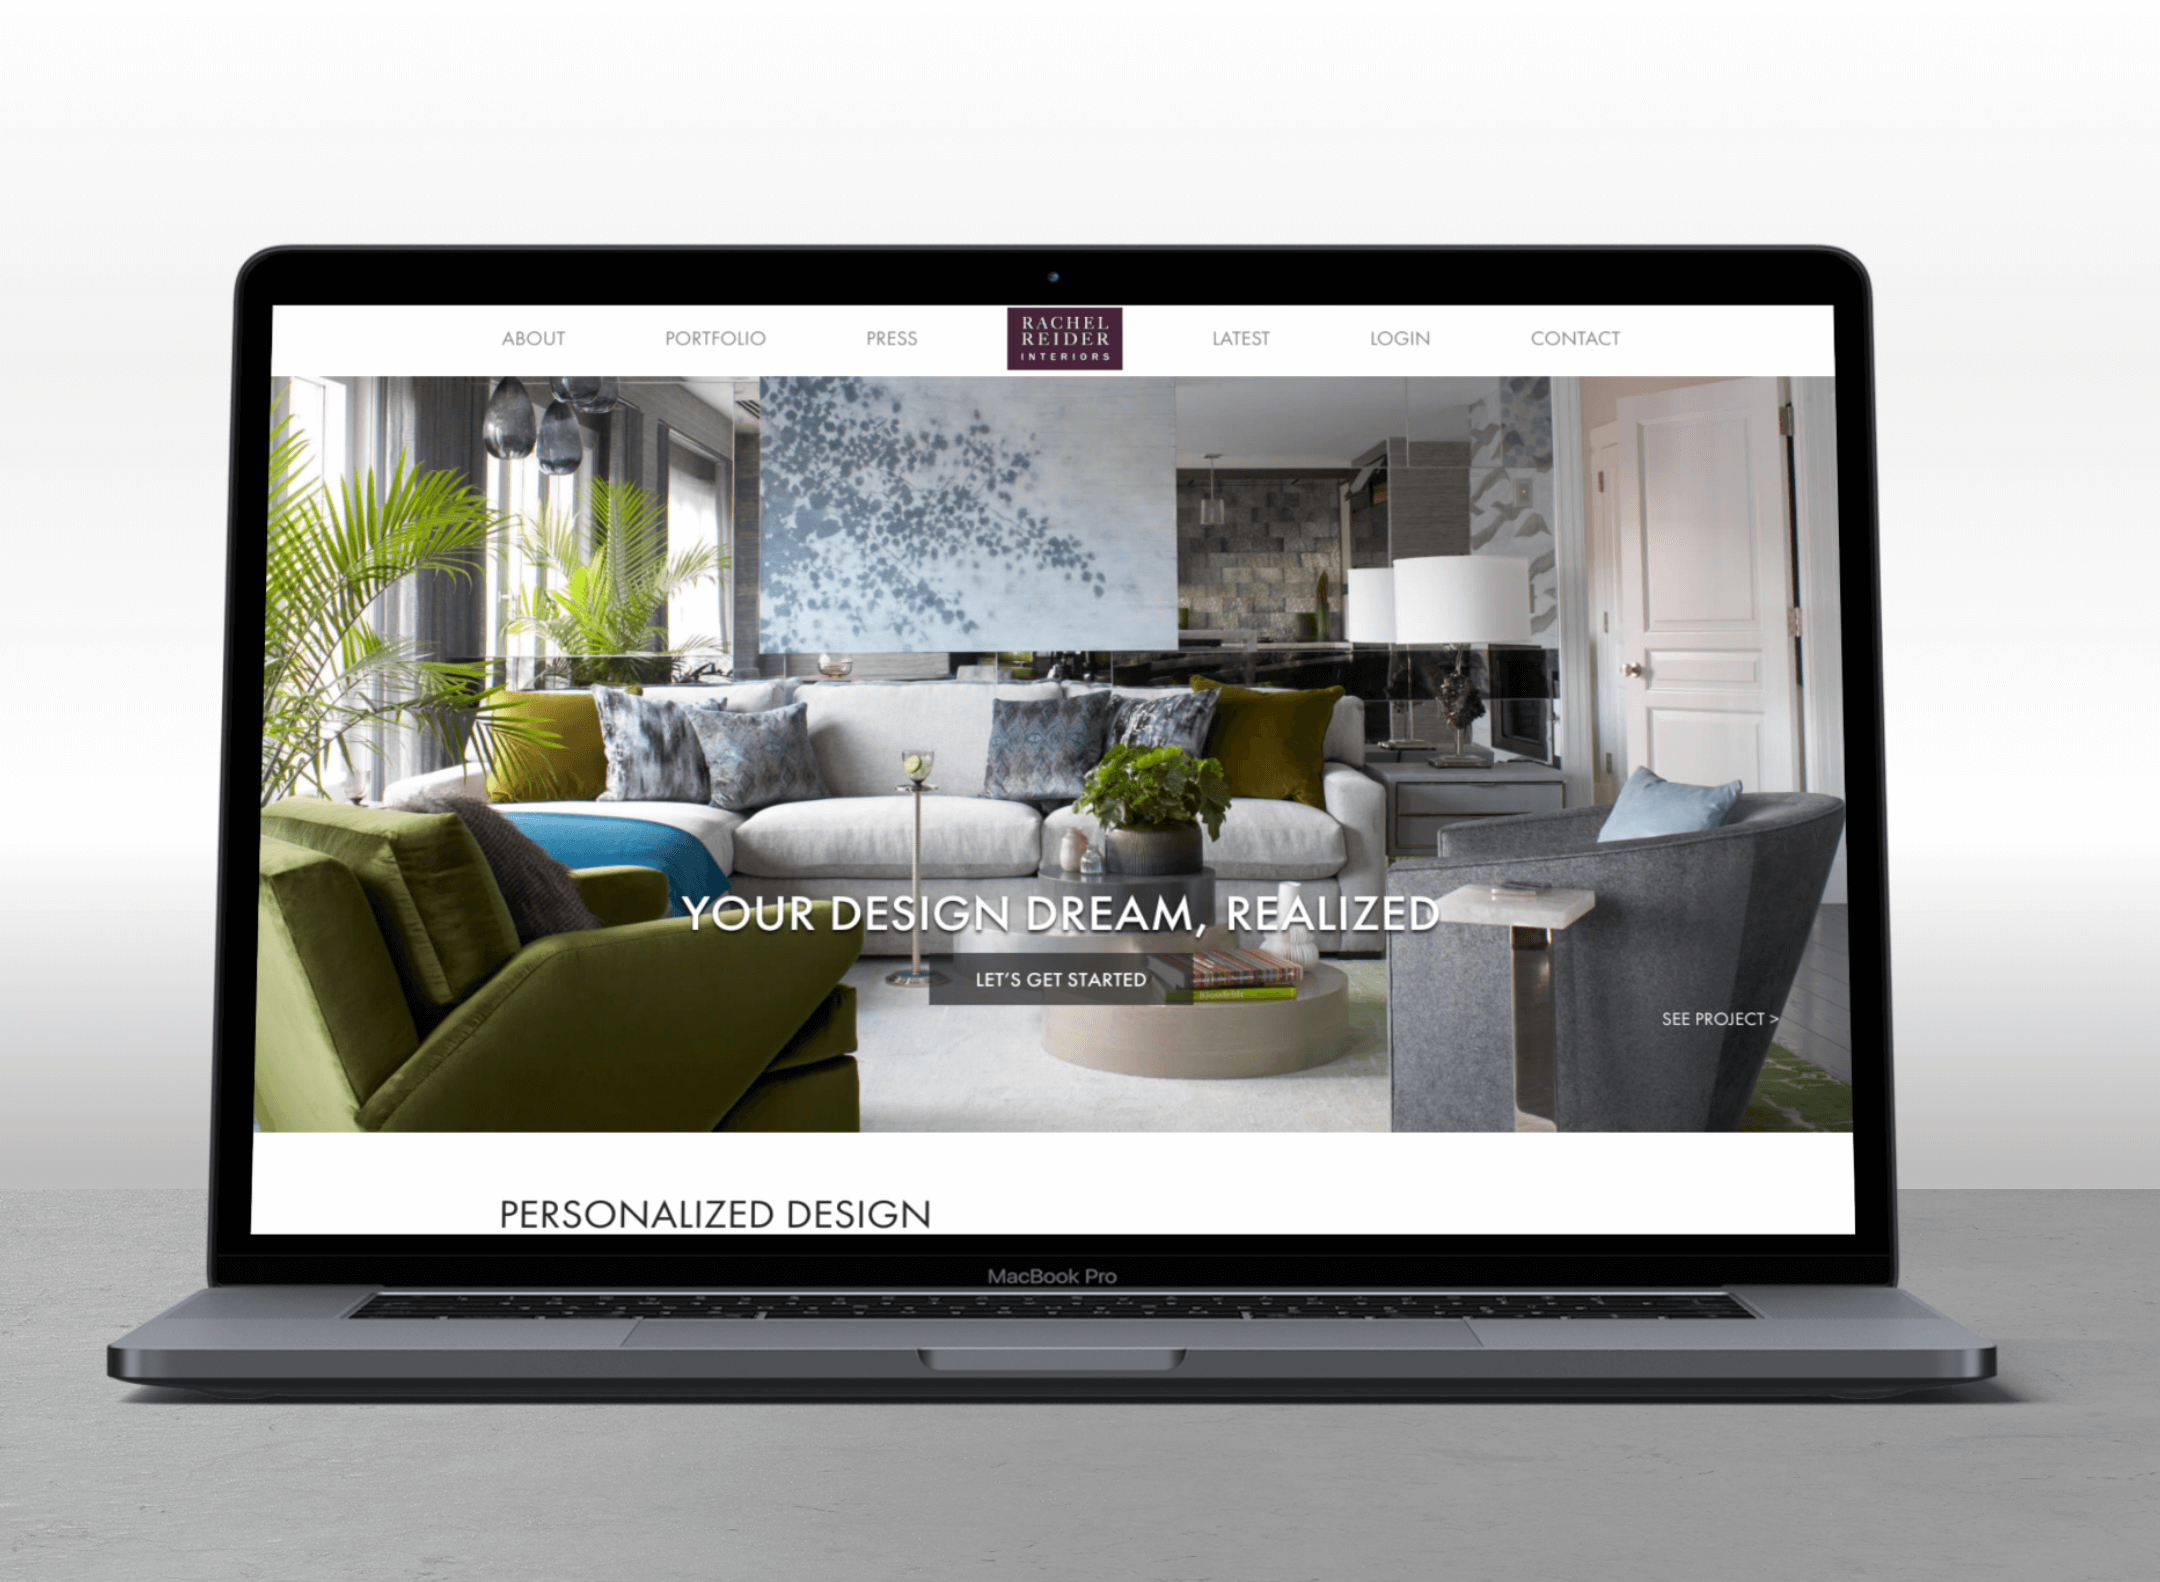 ABOUT
PORTFOLIO
PRESS
RACHEL
REIDER
INTERIORS
LATEST
LOGIN
CONTACT
YOUR DESIGN DREAM, REALIZED
LET'S GET STARTED
SEE PROJECT >
PERSONALIZED DESIGN
MacBook Pro